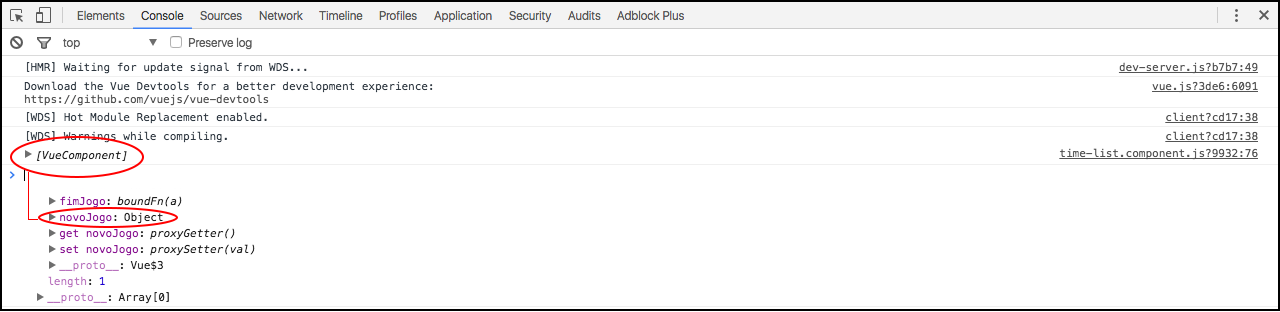 Elements Console Sources Network Timeline Profiles Application Security Audits Adblock Plus
top Preserve log
[HMR] Waiting for update signal from WDS... dev-server.js?b7b7:49
Download the Vue Devtools for a better development experience: vue.js?3de6:6091
https://github.com/vuejs/vue-devtools
[WDS] Hot Module Replacement enabled. client?cd17:38
[WDS] Warnings while compiling. client?cd17:38
[VueComponent] time-list.component.js?9932:76
fimJogo: boundFn(a)
novoJogo: Object
get novoJogo: proxyGetter()
set novoJogo: proxySetter(val)
__proto__: Vue$3
length: 1
__proto__: Array[0]